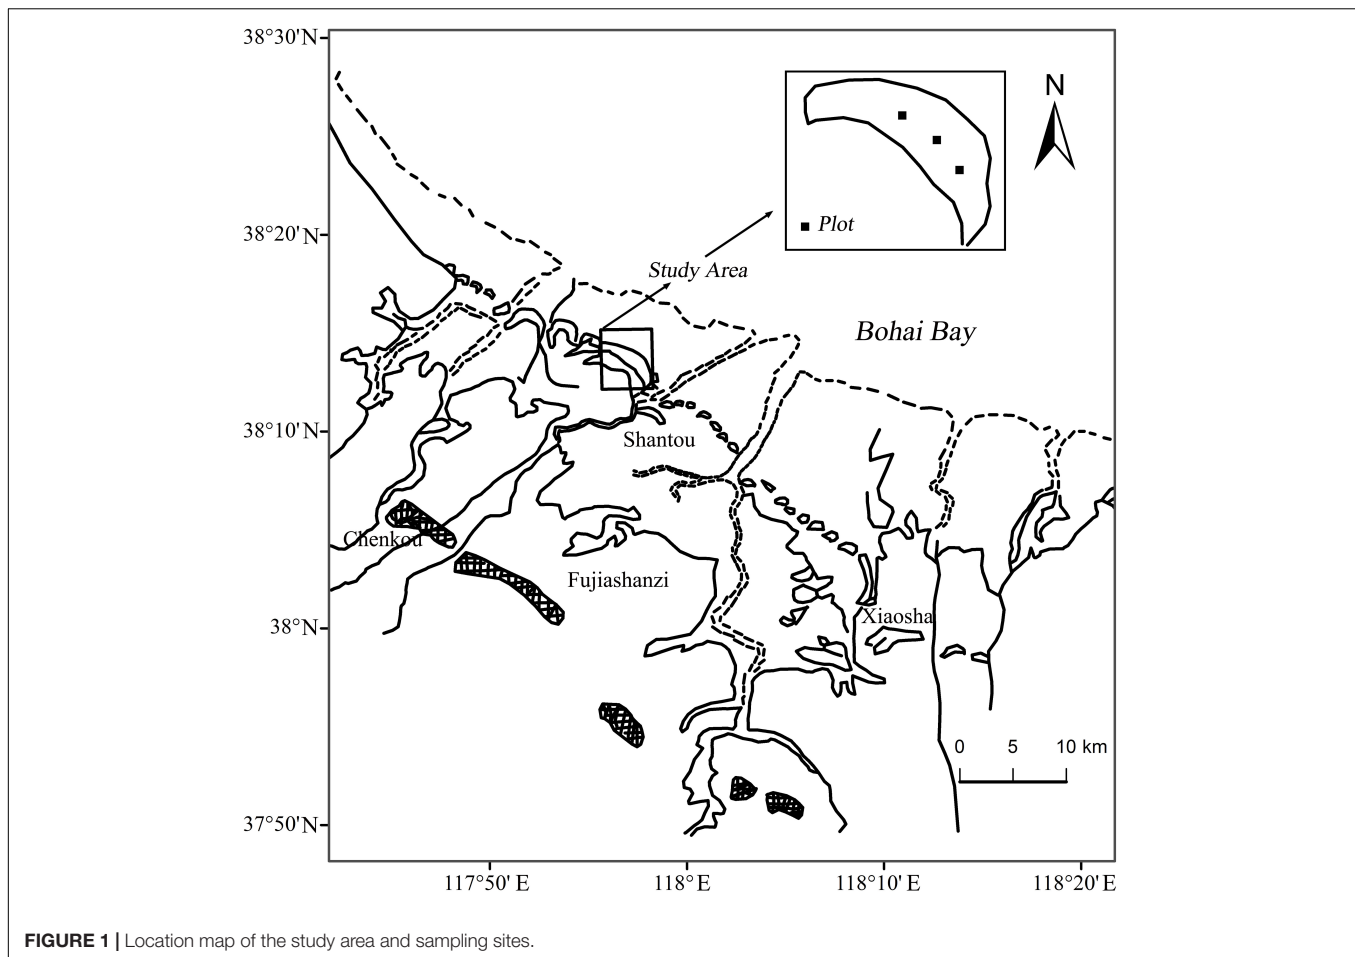 38°30'N
N
38°20'N
Plot
Study Area
Bohai Bay
38°10'N
Shantou
Chenkou
Fujiashanzi
38°N
Xiaosha
0 5 10 km
37°50'N
117°50' E 118° E 118°10' E 118°20' E
FIGURE 1 | Location map of the study area and sampling sites.